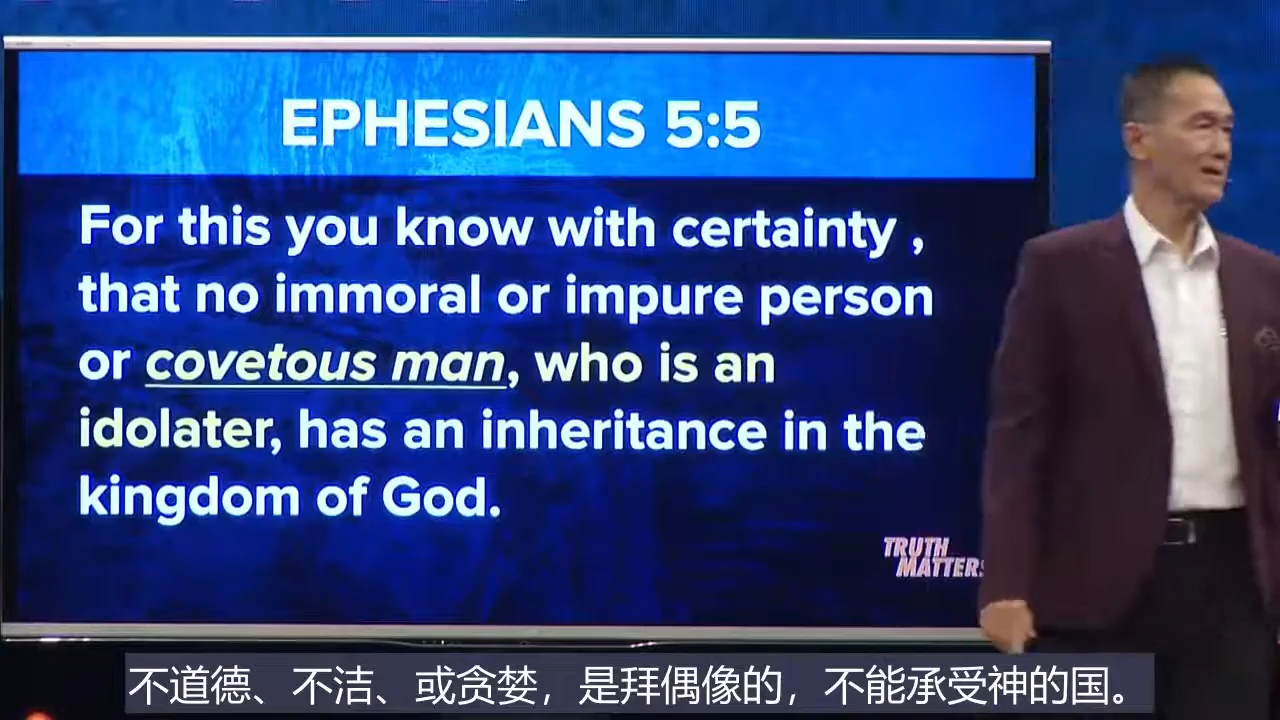 EPHESIANS 5:5
For this you know with certainty ,
that no immoral or impure person
or covetous man, who is an
idolater, has an inheritance in the
kingdom of God.
TRUTH
MATTERS
不道德、不洁、或贪婪，是拜偶像的，不能承受神的国。